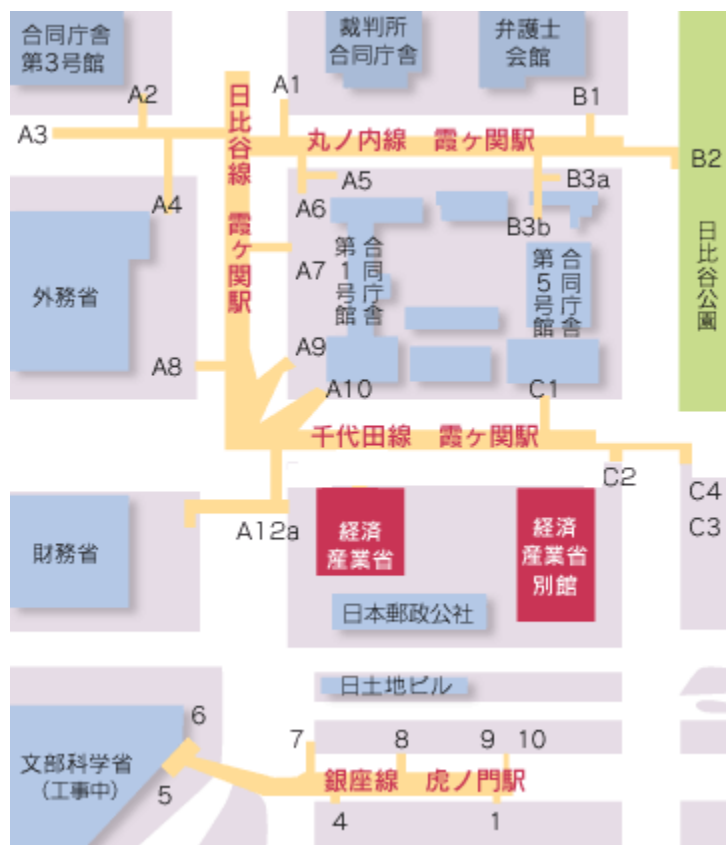 合同庁舎
第3号館
裁判所
合同庁舎
弁護士
会館
A2
A1
B1
A3
日比谷線 霞ヶ関駅
丸ノ内線 霞ヶ関駅
B2
A5
B3a
A4
A6
B3b
日比谷公園
外務省
A7
合同庁舎
第1号館
合同庁舎
第5号館
A9
A8
A10
C1
千代田線 霞ヶ関駅
C2
C4
C3
A12a
財務省
経済
産業省
経済
産業省
別館
日本郵政公社
日土地ビル
6
7
8
9
10
文部科学省
(工事中)
銀座線 虎ノ門駅
5
4
1